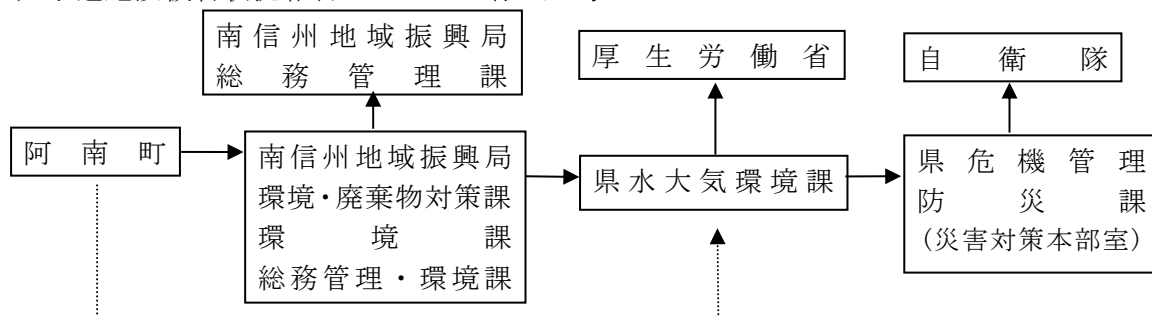 南信州地域振興局
総務管理課
厚生労働省
自衛隊
阿南町
南信州地域振興局
環境・廃棄物対策課
環境課
総務管理・環境課
県水大気環境課
県危機管理
防災課
(災害対策本部室)